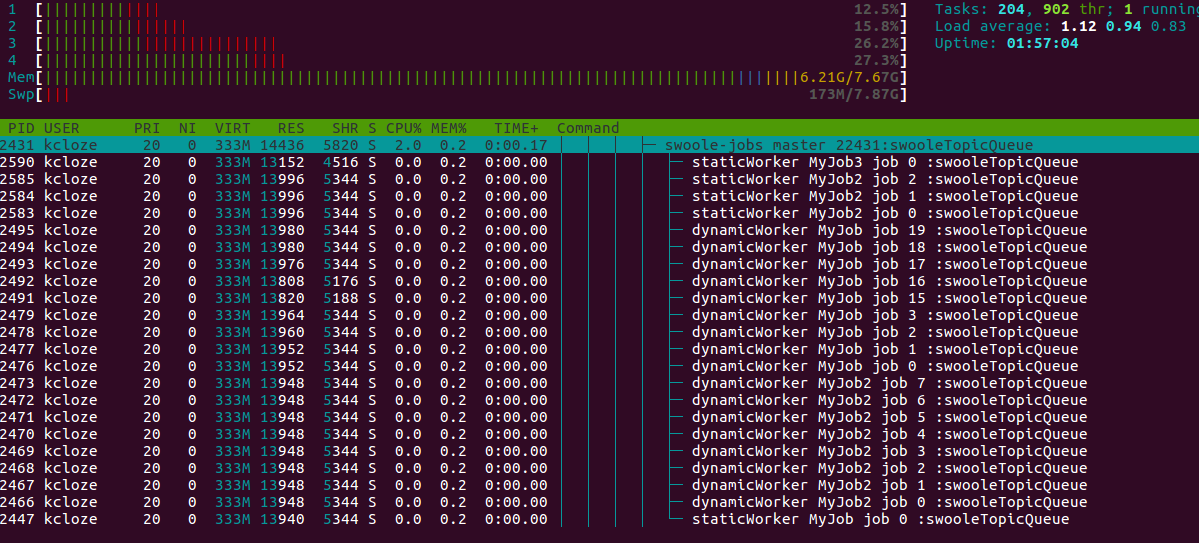 1 [||||||||||||| 12.5%] Tasks: 204, 902 thr; 1 running
2 [|||||||||||||||| 15.8%] Load average: 1.12 0.94 0.83
3 [|||||||||||||||||||||||||| 26.2%] Uptime: 01:57:04
4 [||||||||||||||||||||||||||| 27.3%]
Mem[||||||||||||||||||||||||||||||||||||||||||||||||||||||||||||||||||||||||||||||||||||6.21G/7.67G]
Swp[||| 173M/7.87G]
PID USER PRI NI VIRT RES SHR S CPU% MEM% TIME+ Command
2431 kcloze 20 0 333M 14436 5820 S 2.0 0.2 0:00.17 swoole-jobs master 22431:swooleTopicQueue
2590 kcloze 20 0 333M 13152 4516 S 0.0 0.2 0:00.00 staticWorker MyJob3 job 0 :swooleTopicQueue
2585 kcloze 20 0 333M 13996 5344 S 0.0 0.2 0:00.00 staticWorker MyJob2 job 2 :swooleTopicQueue
2584 kcloze 20 0 333M 13996 5344 S 0.0 0.2 0:00.00 staticWorker MyJob2 job 1 :swooleTopicQueue
2583 kcloze 20 0 333M 13996 5344 S 0.0 0.2 0:00.00 staticWorker MyJob2 job 0 :swooleTopicQueue
2495 kcloze 20 0 333M 13980 5344 S 0.0 0.2 0:00.00 dynamicWorker MyJob job 19 :swooleTopicQueue
2494 kcloze 20 0 333M 13980 5344 S 0.0 0.2 0:00.00 dynamicWorker MyJob job 18 :swooleTopicQueue
2493 kcloze 20 0 333M 13976 5344 S 0.0 0.2 0:00.00 dynamicWorker MyJob job 17 :swooleTopicQueue
2492 kcloze 20 0 333M 13808 5176 S 0.0 0.2 0:00.00 dynamicWorker MyJob job 16 :swooleTopicQueue
2491 kcloze 20 0 333M 13820 5188 S 0.0 0.2 0:00.00 dynamicWorker MyJob job 15 :swooleTopicQueue
2479 kcloze 20 0 333M 13964 5344 S 0.0 0.2 0:00.00 dynamicWorker MyJob job 3 :swooleTopicQueue
2478 kcloze 20 0 333M 13960 5344 S 0.0 0.2 0:00.00 dynamicWorker MyJob job 2 :swooleTopicQueue
2477 kcloze 20 0 333M 13952 5344 S 0.0 0.2 0:00.00 dynamicWorker MyJob job 1 :swooleTopicQueue
2476 kcloze 20 0 333M 13952 5344 S 0.0 0.2 0:00.00 dynamicWorker MyJob job 0 :swooleTopicQueue
2473 kcloze 20 0 333M 13948 5344 S 0.0 0.2 0:00.00 dynamicWorker MyJob2 job 7 :swooleTopicQueue
2472 kcloze 20 0 333M 13948 5344 S 0.0 0.2 0:00.00 dynamicWorker MyJob2 job 6 :swooleTopicQueue
2471 kcloze 20 0 333M 13948 5344 S 0.0 0.2 0:00.00 dynamicWorker MyJob2 job 5 :swooleTopicQueue
2470 kcloze 20 0 333M 13948 5344 S 0.0 0.2 0:00.00 dynamicWorker MyJob2 job 4 :swooleTopicQueue
2469 kcloze 20 0 333M 13948 5344 S 0.0 0.2 0:00.00 dynamicWorker MyJob2 job 3 :swooleTopicQueue
2468 kcloze 20 0 333M 13948 5344 S 0.0 0.2 0:00.00 dynamicWorker MyJob2 job 2 :swooleTopicQueue
2467 kcloze 20 0 333M 13948 5344 S 0.0 0.2 0:00.00 dynamicWorker MyJob2 job 1 :swooleTopicQueue
2466 kcloze 20 0 333M 13948 5344 S 0.0 0.2 0:00.00 dynamicWorker MyJob2 job 0 :swooleTopicQueue
2447 kcloze 20 0 333M 13940 5344 S 0.0 0.2 0:00.00 staticWorker MyJob job 0 :swooleTopicQueue